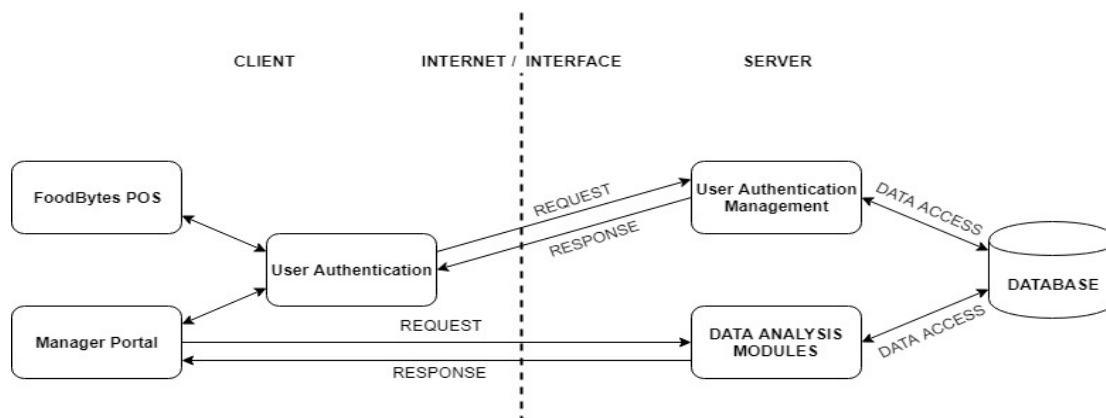 CLIENT
INTERNET / INTERFACE
SERVER
FoodBytes POS
User Authentication
Management
REQUEST
DATA ACCESS
RESPONSE
User Authentication
DATABASE
Manager Portal
REQUEST
DATA ANALYSIS
MODULES
DATA ACCESS
RESPONSE